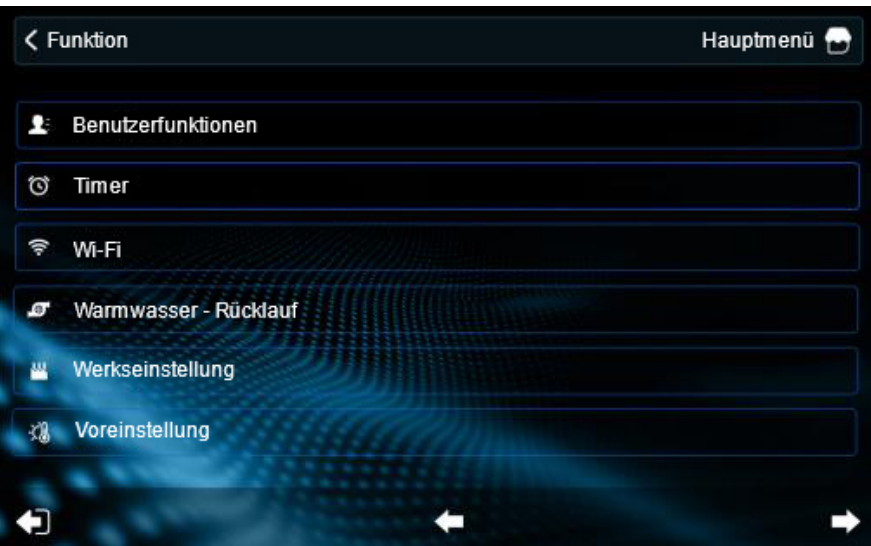 Funktion
Hauptmenü
Benutzerfunktionen
Timer
Wi-Fi
Warmwasser - Rücklauf
Werkseinstellung
Voreinstellung